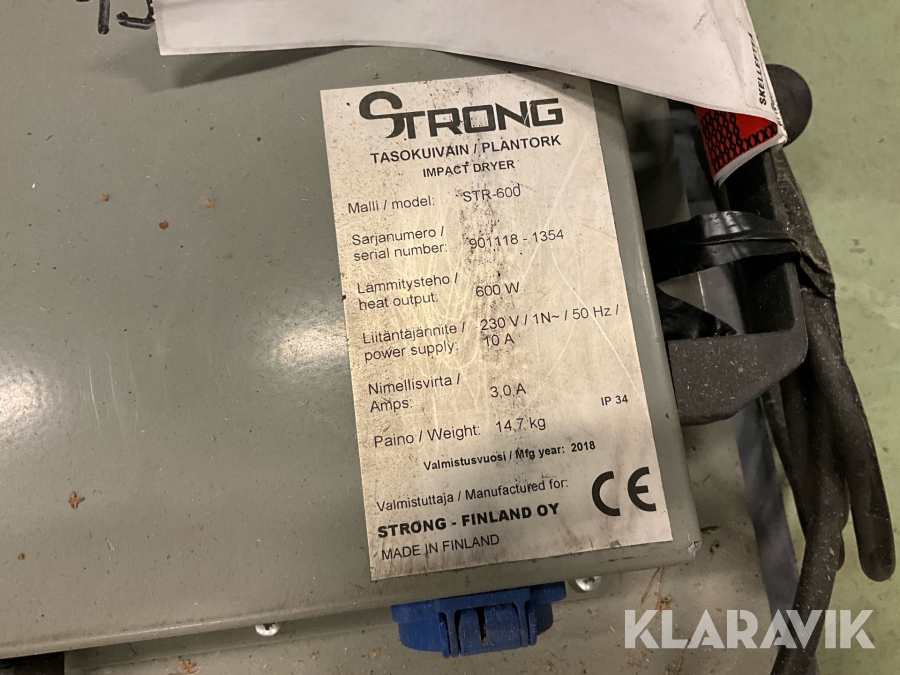 STRONG
TASOKUIVAIN / PLANTORK
IMPACT DRYER
Malli / model: STR-600
Sarjanumero /
serial number: 901118 - 1354
Lämmitysteho /
heat output: 600 W
Liitäntäjännite / 230 V / 1N~ / 50 Hz /
power supply: 10 A
Nimellisvirta /
Amps: 3,0 A
IP 34
Paino / Weight: 14,7 kg
Valmistusvuosi / Mfg year: 2018
Valmistuttaja / Manufactured for:
CE
STRONG - FINLAND OY
MADE IN FINLAND
KLARAVIK